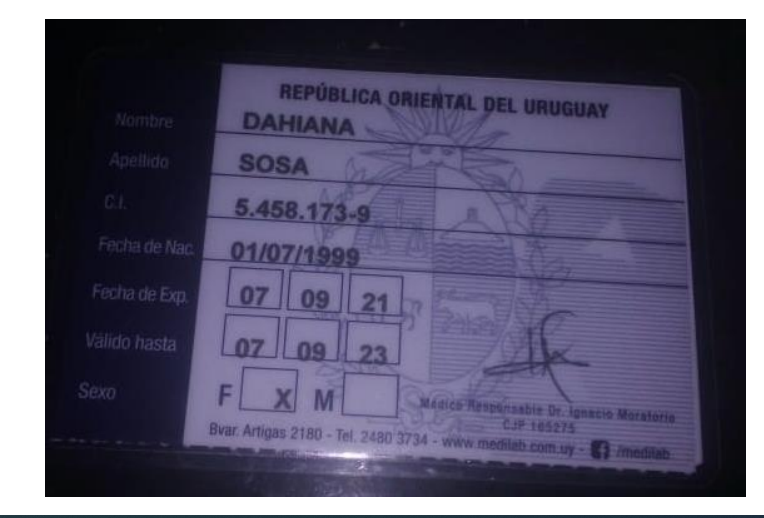 REPÚBLICA ORIENTAL DEL URUGUAY
Nombre DAHIANA
Apellido SOSA
C.I. 5.458.173-9
Fecha de Nac. 01/07/1999
Fecha de Exp. 07 09 21
Válido hasta 07 09 23
Sexo F X M
Médico Responsable Dr. Ignacio Moratorio
CJP 165275
Bvar. Artigas 2180 - Tel. 2480 3734 - www.medilab.com.uy - /medilab